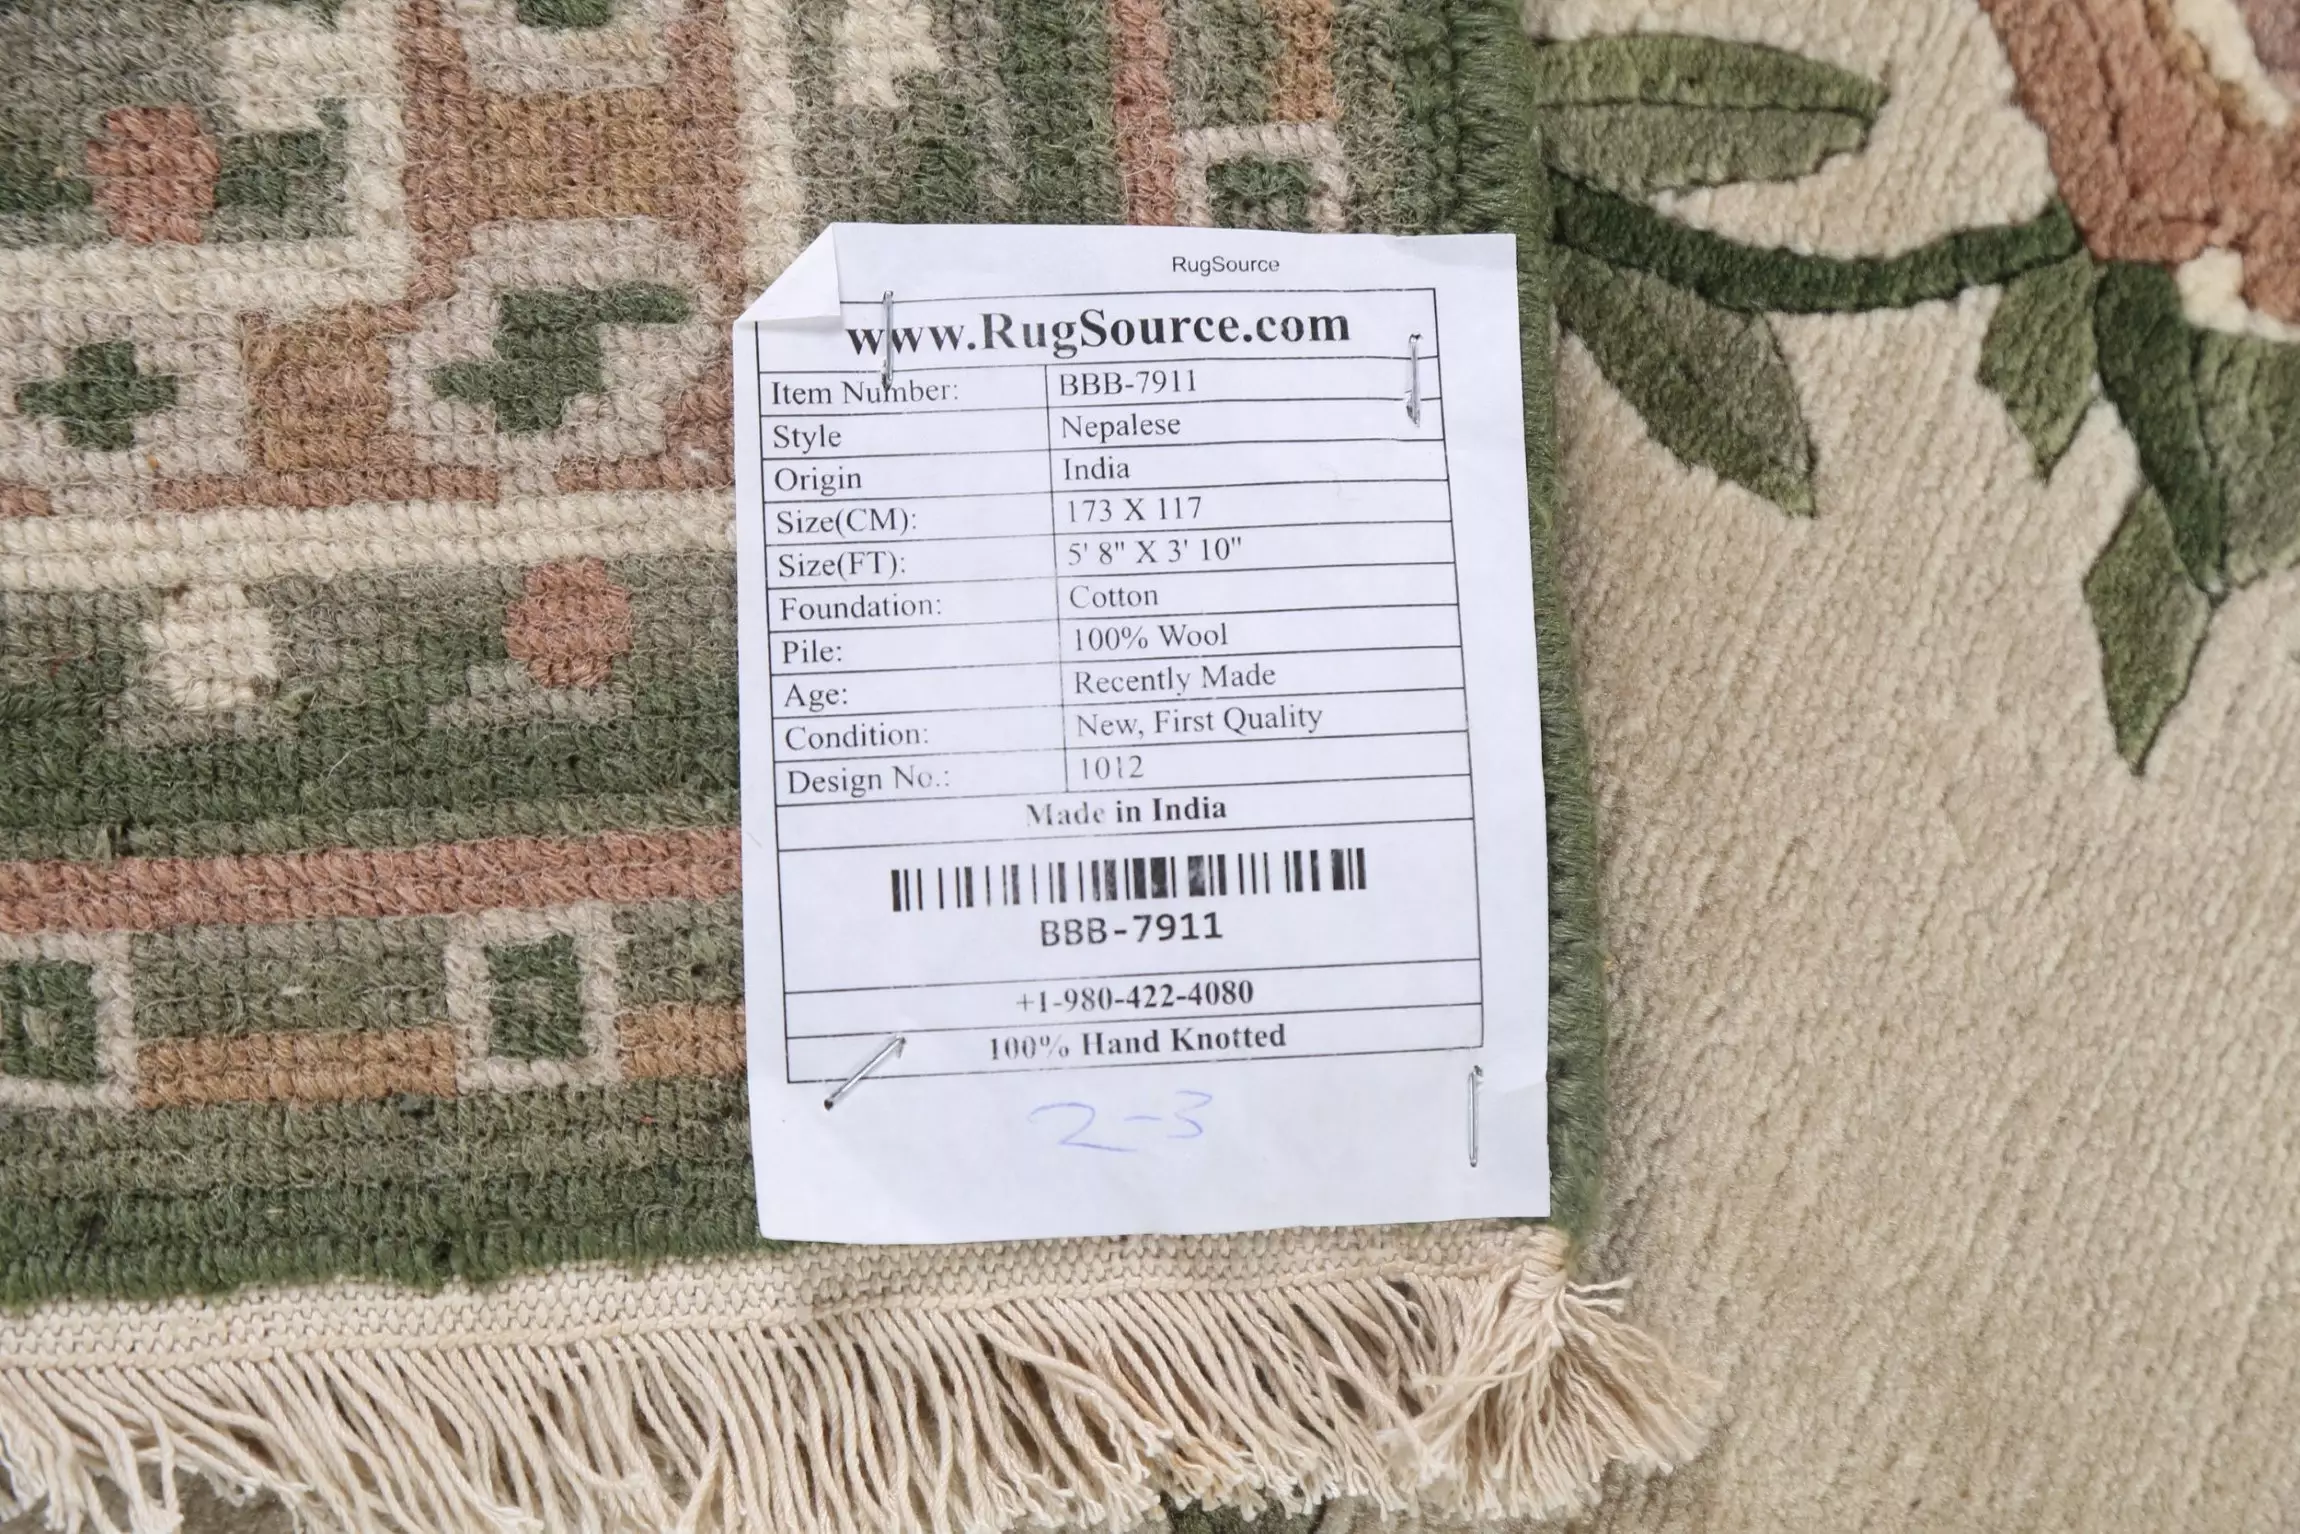 RugSource
www.RugSource.com
Item Number: BBB-7911
Style Nepalese
Origin India
Size(CM): 173 X 117
Size(FT): 5' 8" X 3' 10"
Foundation: Cotton
Pile: 100% Wool
Age: Recently Made
Condition: New, First Quality
Design No.: 1012
Made in India
BBB-7911
+1-980-422-4080
100% Hand Knotted
2-3